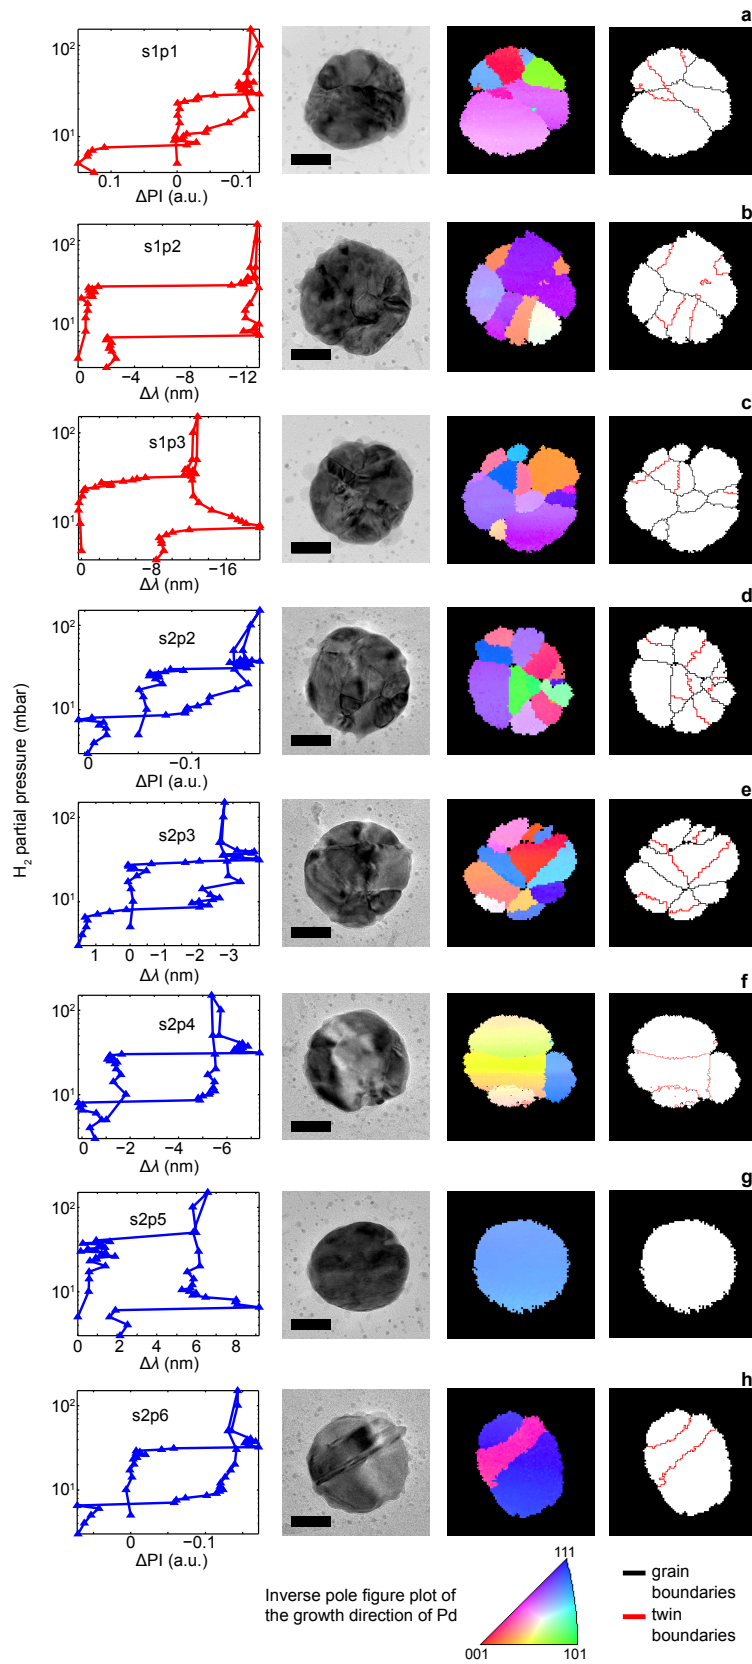 a
s1p1
10²
10¹
0.1 0 −0.1
ΔPI (a.u.)
b
s1p2
10²
10¹
0 −4 −8 −12
Δλ (nm)
c
s1p3
10²
10¹
0 −8 −16
Δλ (nm)
d
s2p2
10²
10¹
0 −0.1
ΔPI (a.u.)
H₂ partial pressure (mbar)
e
s2p3
10²
10¹
1 0 −1 −2 −3
Δλ (nm)
f
s2p4
10²
10¹
0 −2 −4 −6
Δλ (nm)
g
s2p5
10²
10¹
0 2 4 6 8
Δλ (nm)
h
s2p6
10²
10¹
0 −0.1
ΔPI (a.u.)
Inverse pole figure plot of
the growth direction of Pd
111
001 101
grain
boundaries
twin
boundaries